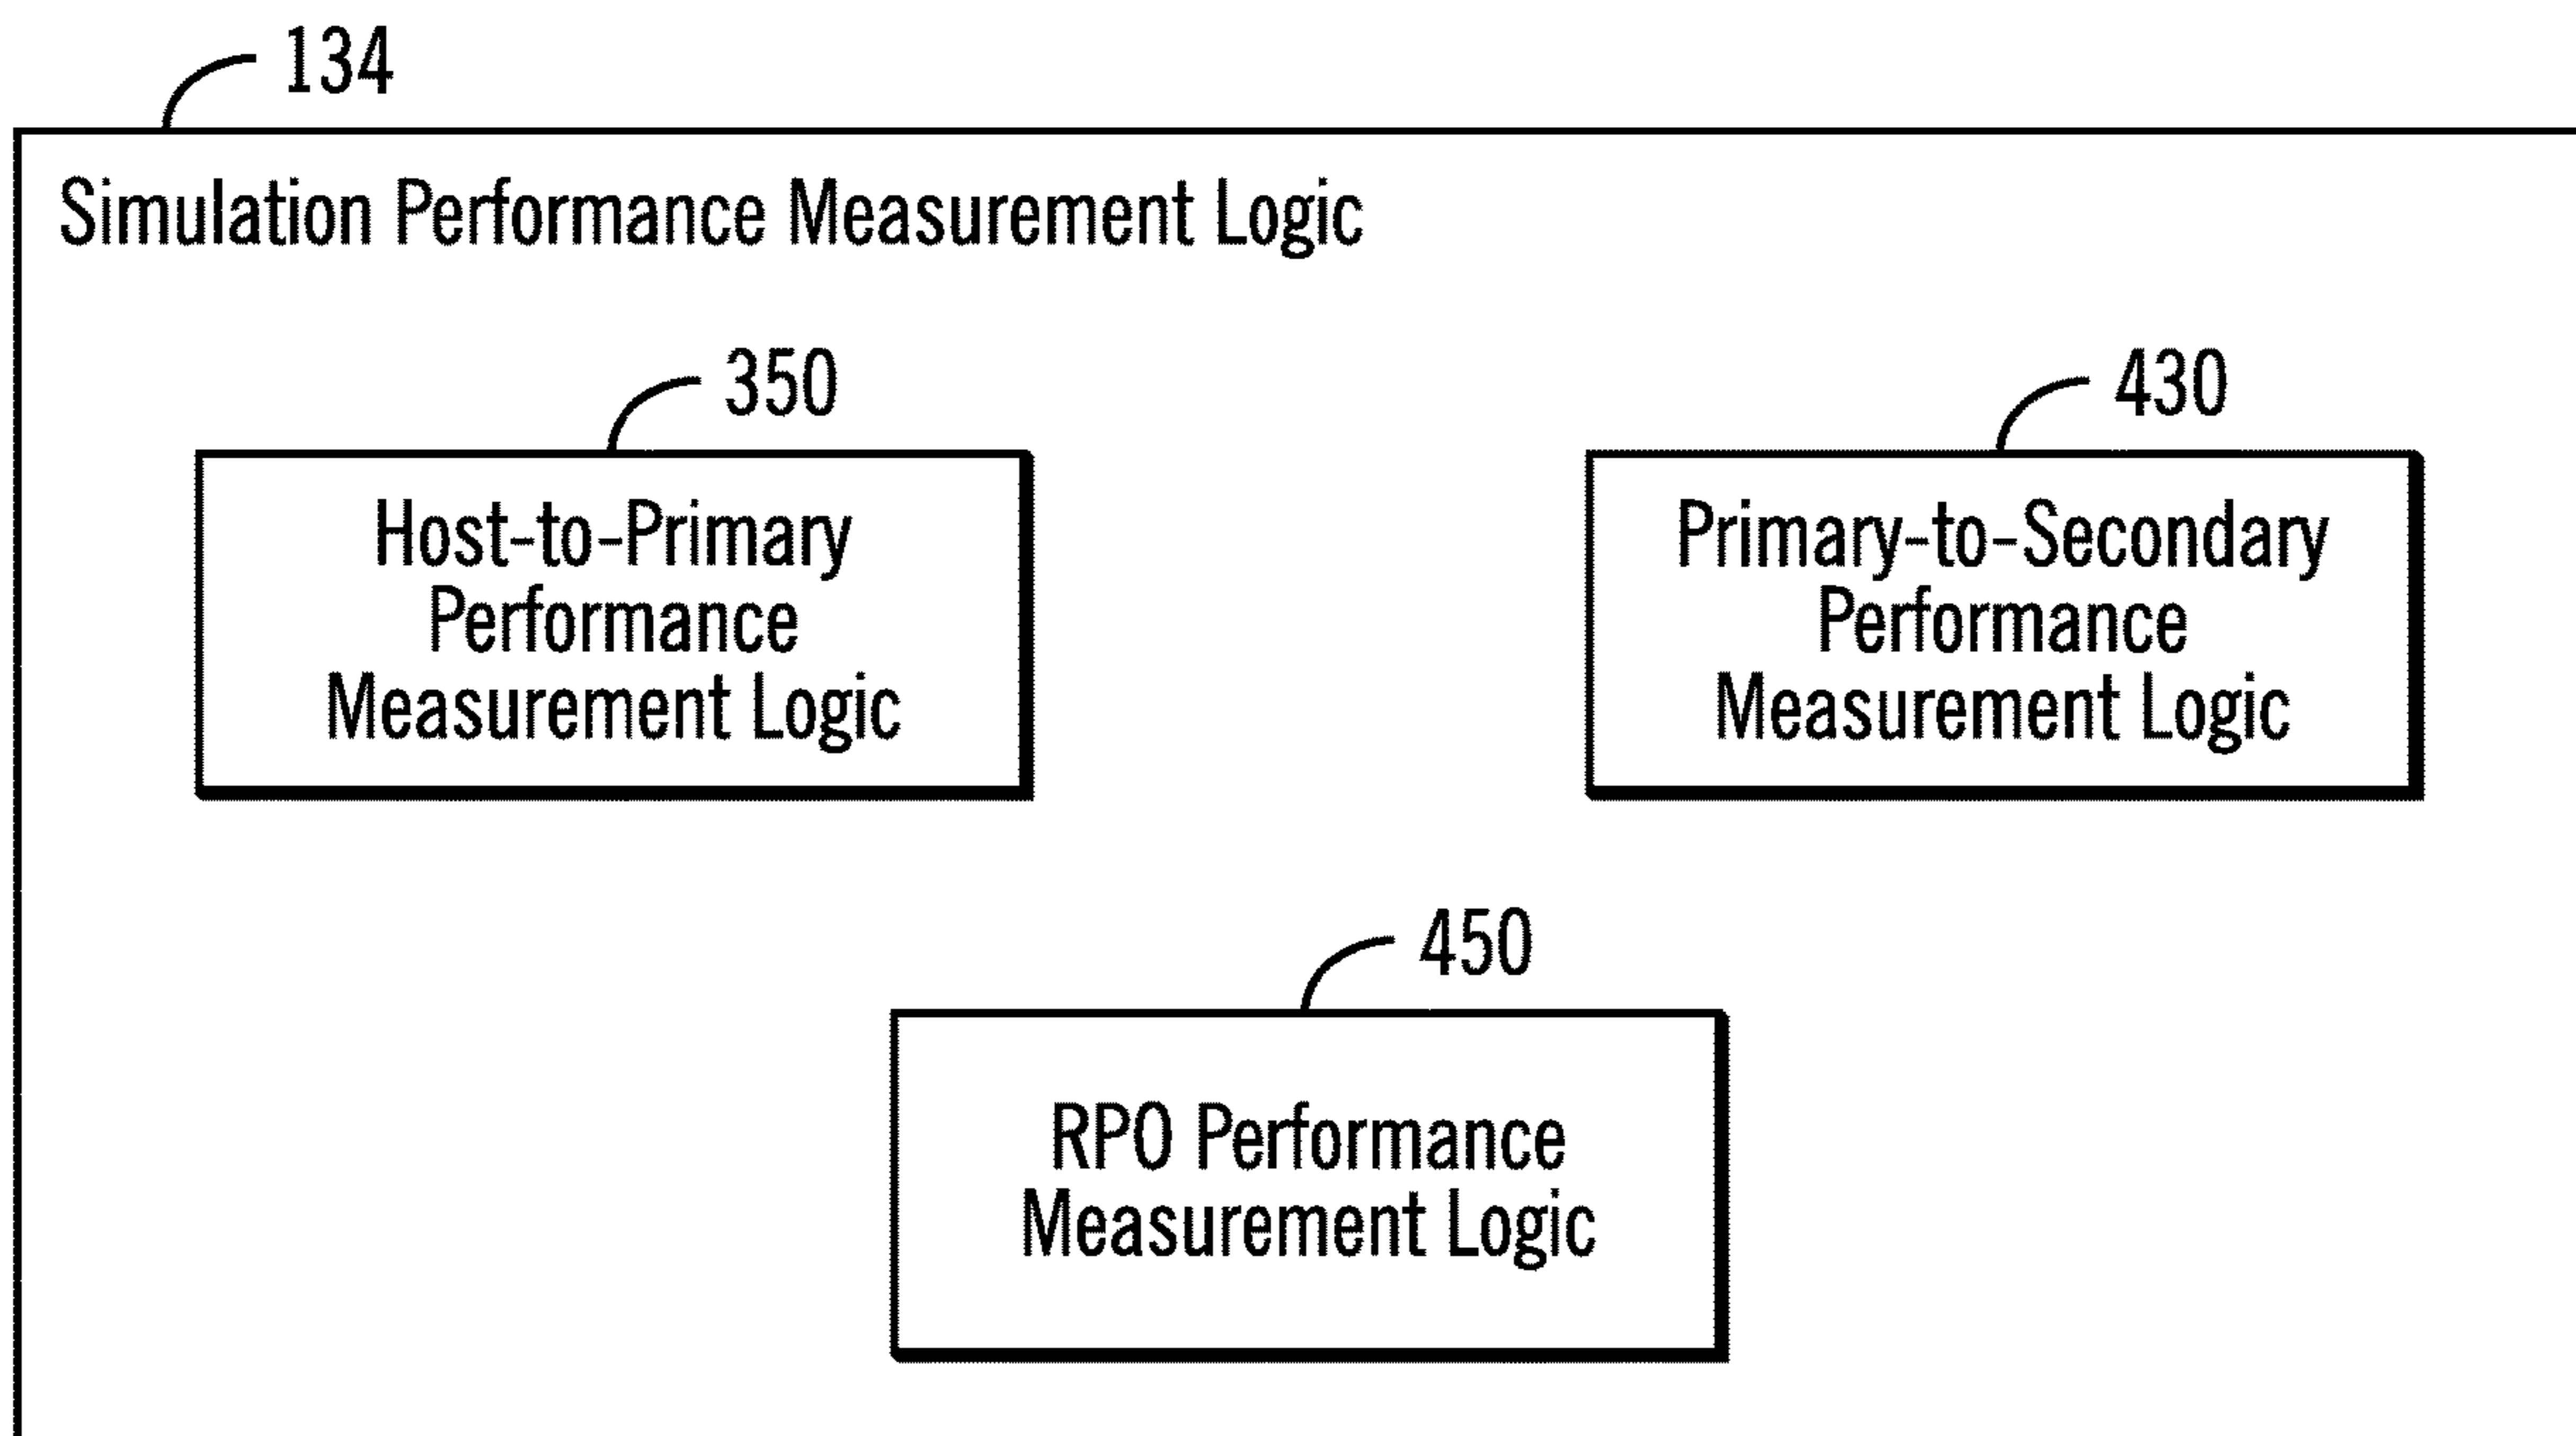 134
Simulation Performance Measurement Logic
350
Host-to-Primary
Performance
Measurement Logic
430
Primary-to-Secondary
Performance
Measurement Logic
450
RPO Performance
Measurement Logic